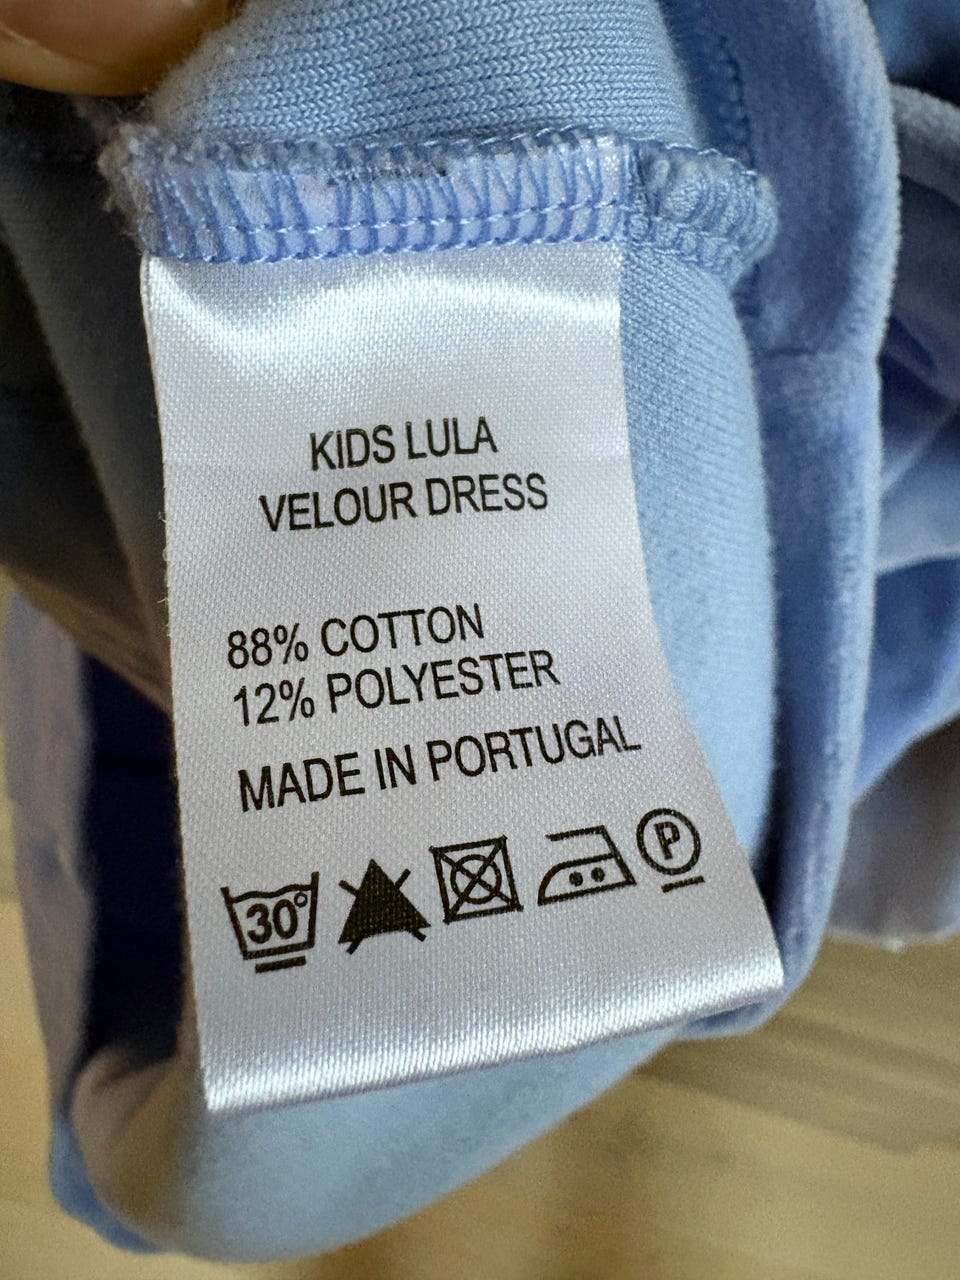 KIDS LULA
VELOUR DRESS
88% COTTON
12% POLYESTER
MADE IN PORTUGAL
30° P